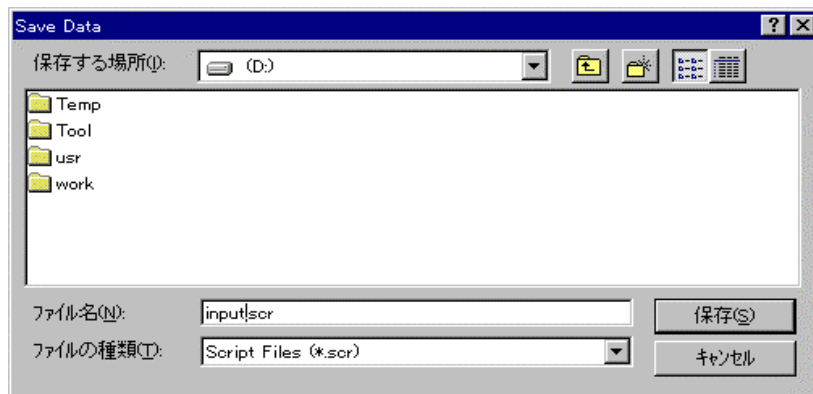 Save Data
保存する場所(I): (D:)
Temp
Tool
usr
work
ファイル名(N): input.scr 保存(S)
ファイルの種類(T): Script Files (*.scr) キャンセル